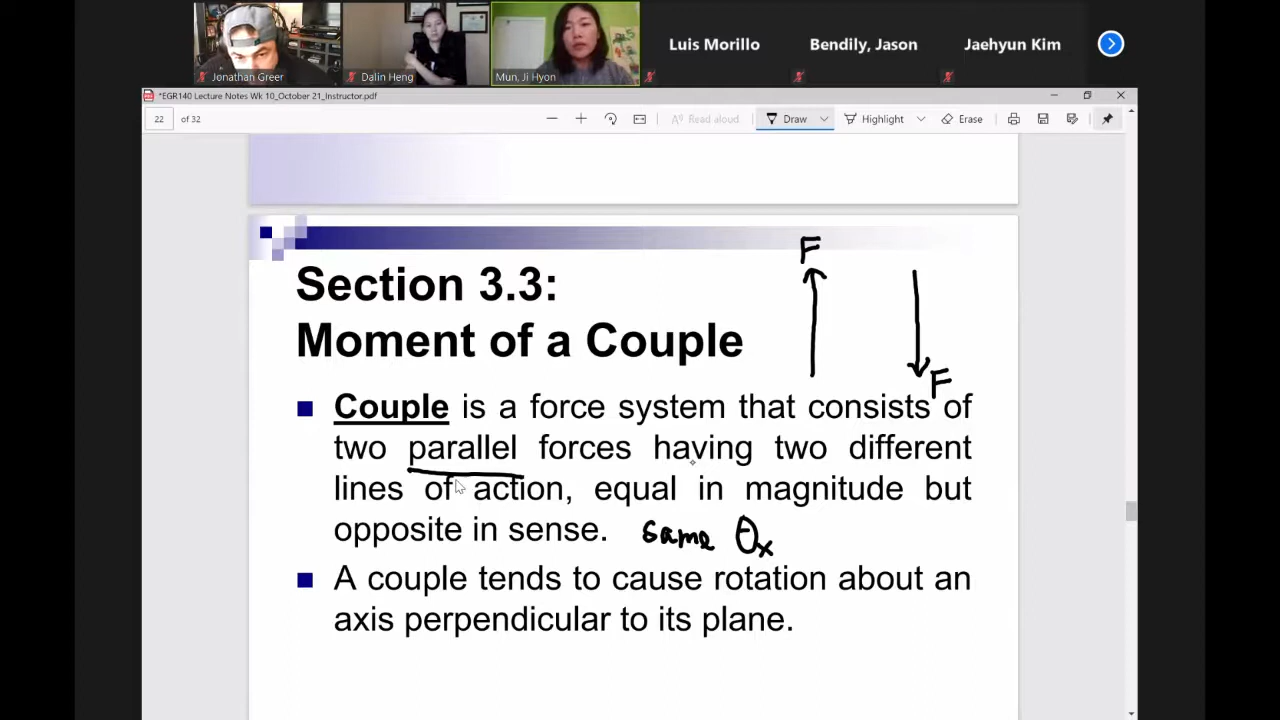 Luis Morillo
Bendily, Jason
Jaehyun Kim
Jonathan Greer
Dalin Heng
Mun, Ji Hyon
*EGR140 Lecture Notes Wk 10_October 21_Instructor.pdf
22 of 32
Read aloud
Draw
Highlight
Erase
F
Section 3.3:
Moment of a Couple
F
Couple is a force system that consists of
two parallel forces having two different
lines of action, equal in magnitude but
opposite in sense. same θx
A couple tends to cause rotation about an
axis perpendicular to its plane.